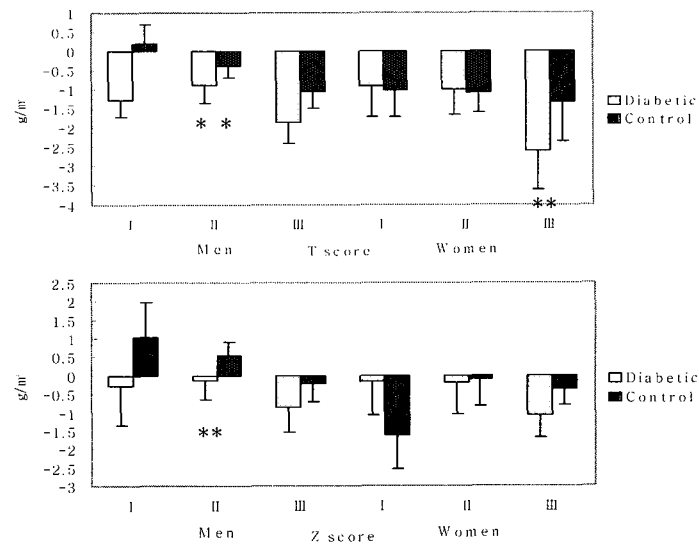 1
0.5
0
-0.5
-1
-1.5
-2
-2.5
-3
-3.5
-4
g/m²
* *
**
Diabetic
Control
I II III I II III
Men T score Women
2.5
2
1.5
1
0.5
0
-0.5
-1
-1.5
-2
-2.5
-3
g/m²
**
Diabetic
Control
I II III I II III
Men Z score Women